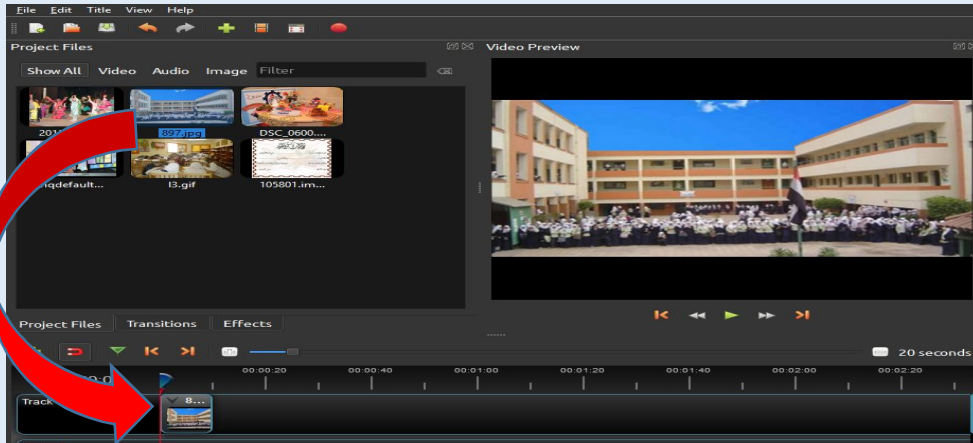 File Edit Title View Help
Project Files
Video Preview
Show All Video Audio Image Filter
897.jpg DSC_0600....
mqdefault... l3.gif 105801.im...
Project Files Transitions Effects
20 seconds
00:00:20 00:00:40 00:01:00 00:01:20 00:01:40 00:02:00 00:02:20
Track
8...